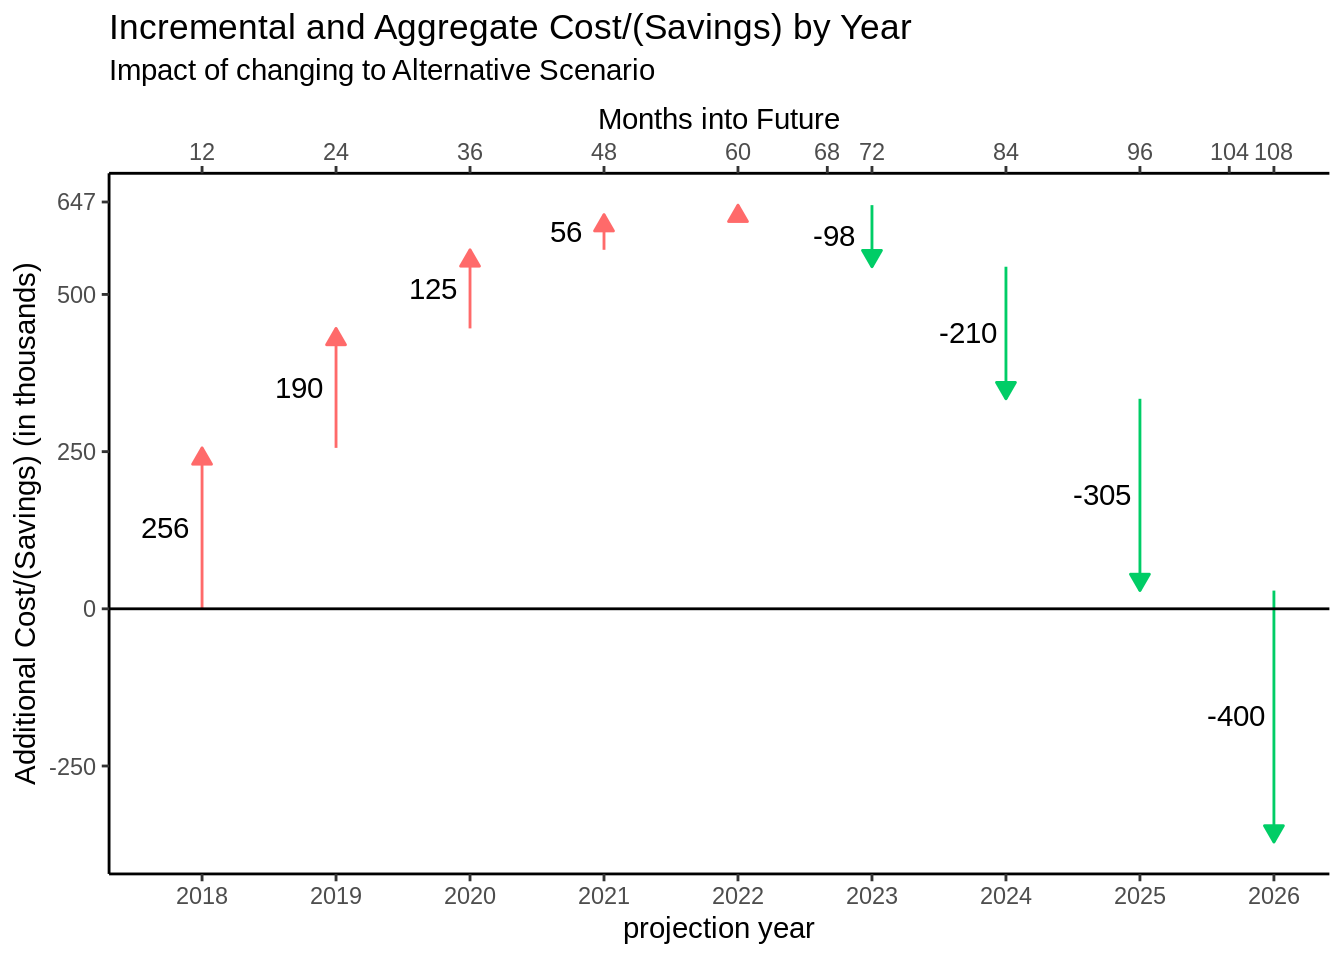 Incremental and Aggregate Cost/(Savings) by Year
Impact of changing to Alternative Scenario
Months into Future
12 24 36 48 60 68 72 84 96 104 108
Additional Cost/(Savings) (in thousands)
647
500
250
0
-250
256
190
125
56
-98
-210
-305
-400
2018 2019 2020 2021 2022 2023 2024 2025 2026
projection year